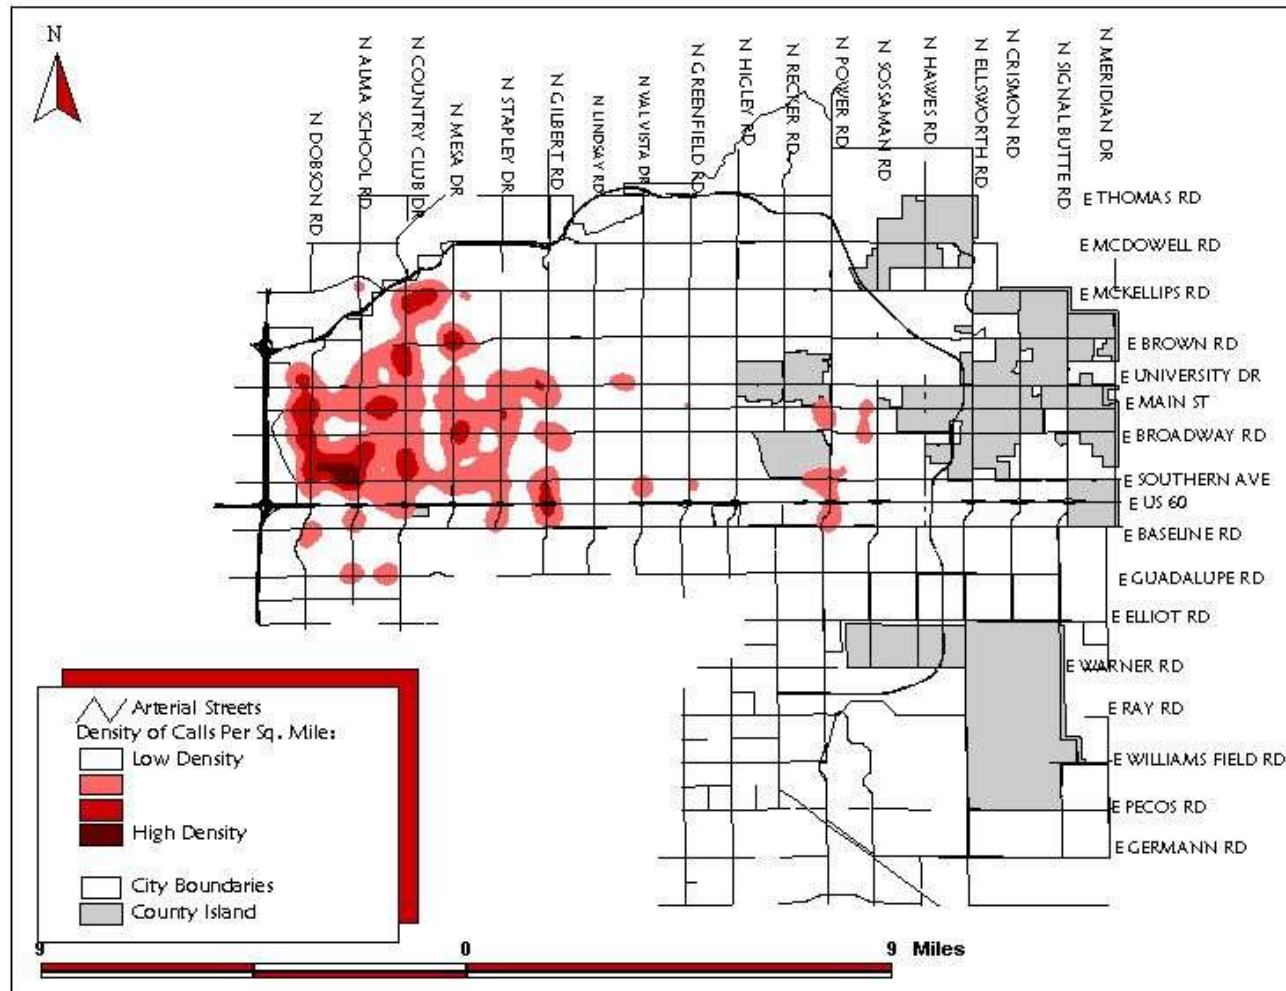 N
N DOBSON RD
N ALMA SCHOOL RD
N COUNTRY CLUB DR
N MESA DR
N STAPLEY DR
N GILBERT RD
N LINDSAY RD
N VAL VISTA DR
N GREENFIELD RD
N HIGLEY RD
N RECKER RD
N POWER RD
N SOSSAMAN RD
N HAWES RD
N ELLSWORTH RD
N CRISMON RD
N SIGNAL BUTTE RD
N MERIDIAN DR
E THOMAS RD
E MCDOWELL RD
E MCKELLIPS RD
E BROWN RD
E UNIVERSITY DR
E MAIN ST
E BROADWAY RD
E SOUTHERN AVE
E US 60
E BASELINE RD
E GUADALUPE RD
E ELLIOT RD
E WARNER RD
E RAY RD
E WILLIAMS FIELD RD
E PECOS RD
E GERMANN RD
Arterial Streets
Density of Calls Per Sq. Mile:
Low Density
High Density
City Boundaries
County Island
9 0 9 Miles